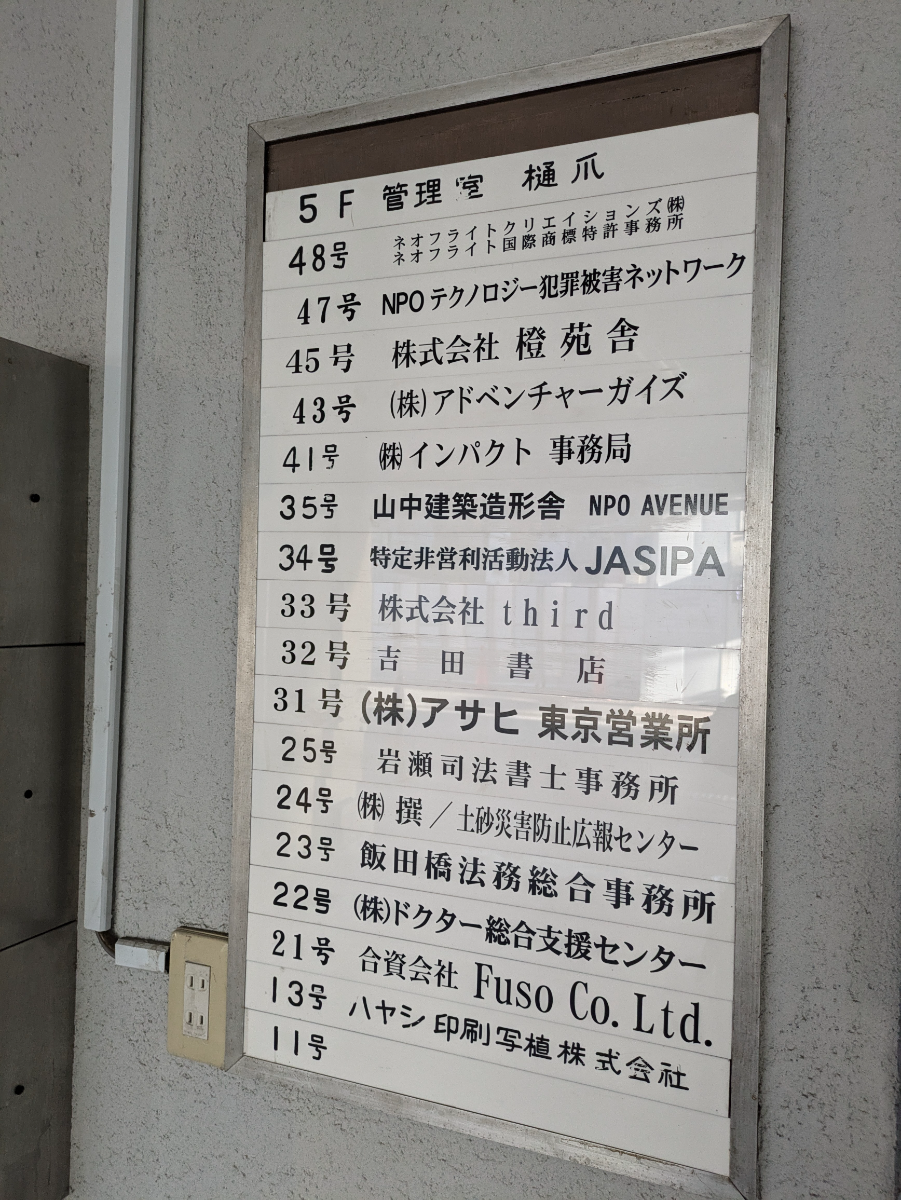 5F 管理室 樋爪
48号 ネオフライトクリエイションズ㈱
ネオフライト国際商標特許事務所
47号 NPOテクノロジー犯罪被害ネットワーク
45号 株式会社 橙苑舎
43号 (株)アドベンチャーガイズ
41号 ㈱インパクト 事務局
35号 山中建築造形舎 NPO AVENUE
34号 特定非営利活動法人 JASIPA
33号 株式会社 third
32号 吉田書店
31号 (株)アサヒ 東京営業所
25号 岩瀬司法書士事務所
24号 ㈱ 撰/土砂災害防止広報センター
23号 飯田橋法務総合事務所
22号 (株)ドクター総合支援センター
21号 合資会社 Fuso Co. Ltd.
13号 ハヤシ印刷写植株式会社
11号